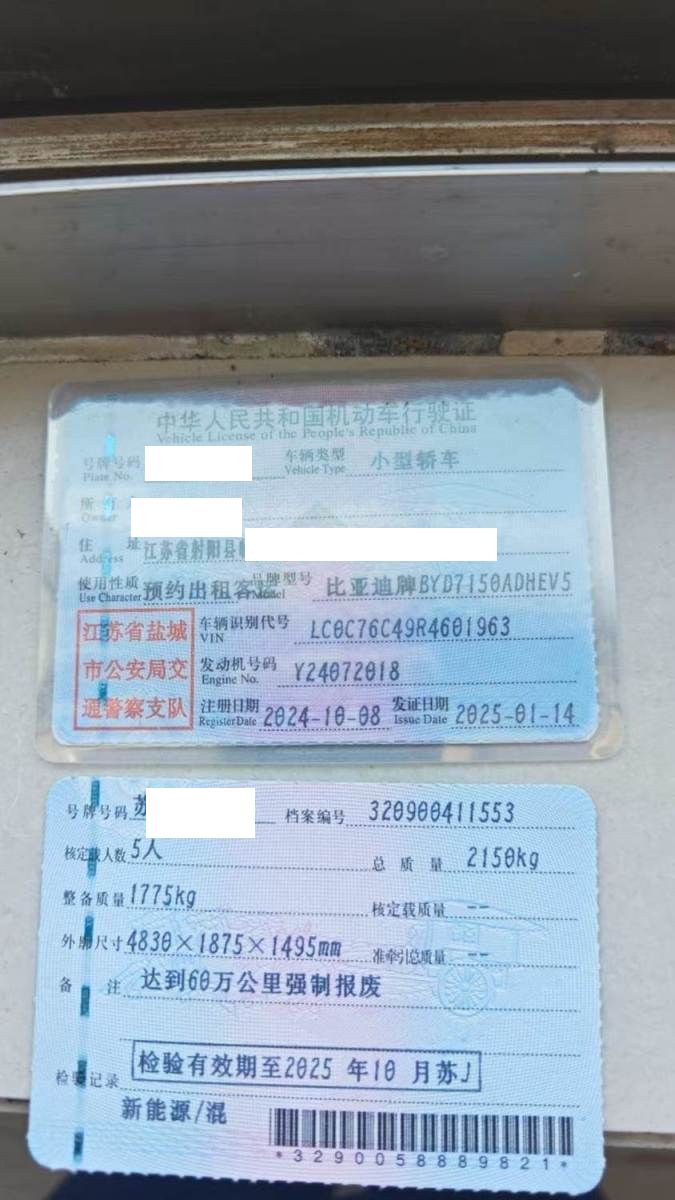 中华人民共和国机动车行驶证
Vehicle License of the People's Republic of China
号牌号码 Plate No. 车辆类型 Vehicle Type 小型轿车
所有人 Owner
住址 Address 江苏省射阳县
使用性质 Use Character 预约出租客 品牌型号 Model 比亚迪牌BYD7150ADHEV5
江苏省盐城
市公安局交
通警察支队
车辆识别代号 VIN LC0C76C49R4601963
发动机号码 Engine No. Y24072018
注册日期 Register Date 2024-10-08 发证日期 Issue Date 2025-01-14
号牌号码 苏 档案编号 320900411553
核定载人数 5人 总质量 2150kg
整备质量 1775kg 核定载质量 --
外廓尺寸 4830×1875×1495mm 准牵引总质量 --
备注 达到60万公里强制报废
检验记录 检验有效期至2025 年10 月苏J
新能源/混
*3290058889821*